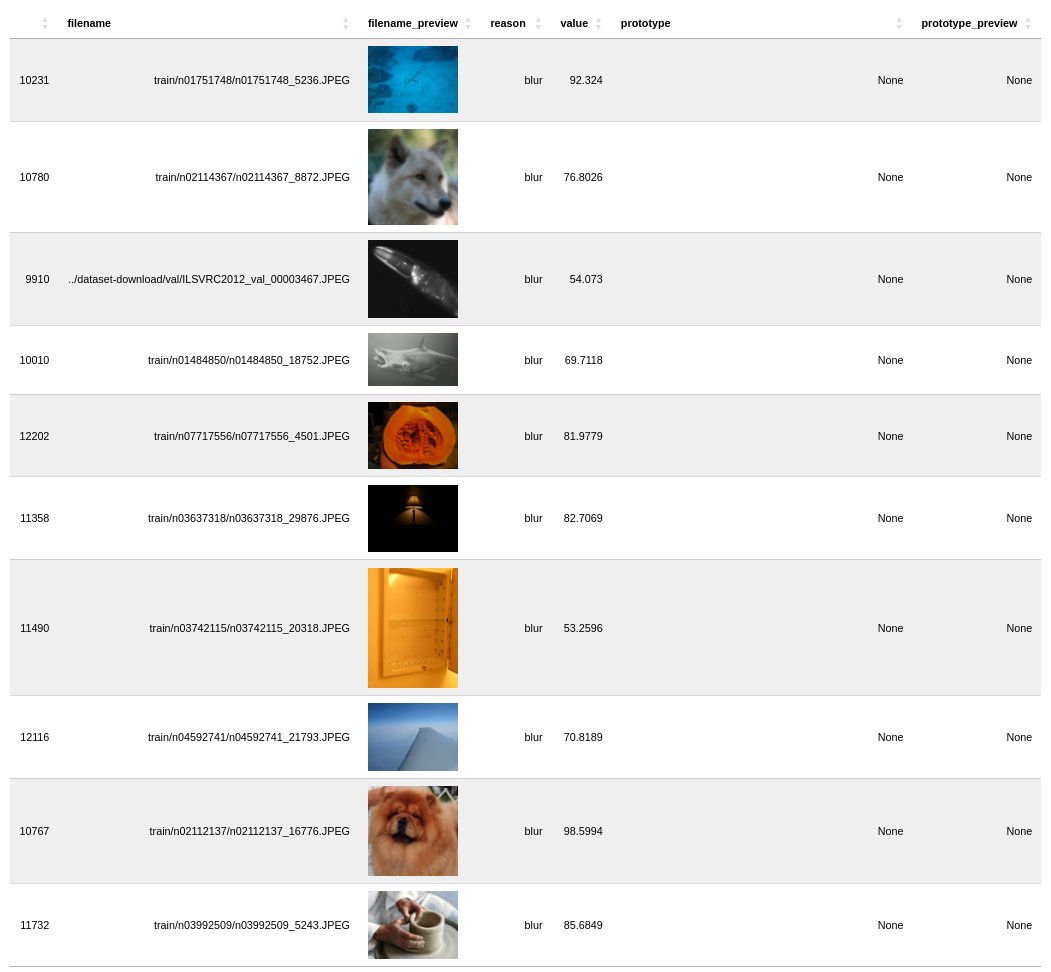 filename filename_preview reason value prototype prototype_preview
10231 train/n01751748/n01751748_5236.JPEG blur 92.324 None None
10780 train/n02114367/n02114367_8872.JPEG blur 76.8026 None None
9910 ../dataset-download/val/ILSVRC2012_val_00003467.JPEG blur 54.073 None None
10010 train/n01484850/n01484850_18752.JPEG blur 69.7118 None None
12202 train/n07717556/n07717556_4501.JPEG blur 81.9779 None None
11358 train/n03637318/n03637318_29876.JPEG blur 82.7069 None None
11490 train/n03742115/n03742115_20318.JPEG blur 53.2596 None None
12116 train/n04592741/n04592741_21793.JPEG blur 70.8189 None None
10767 train/n02112137/n02112137_16776.JPEG blur 98.5994 None None
11732 train/n03992509/n03992509_5243.JPEG blur 85.6849 None None